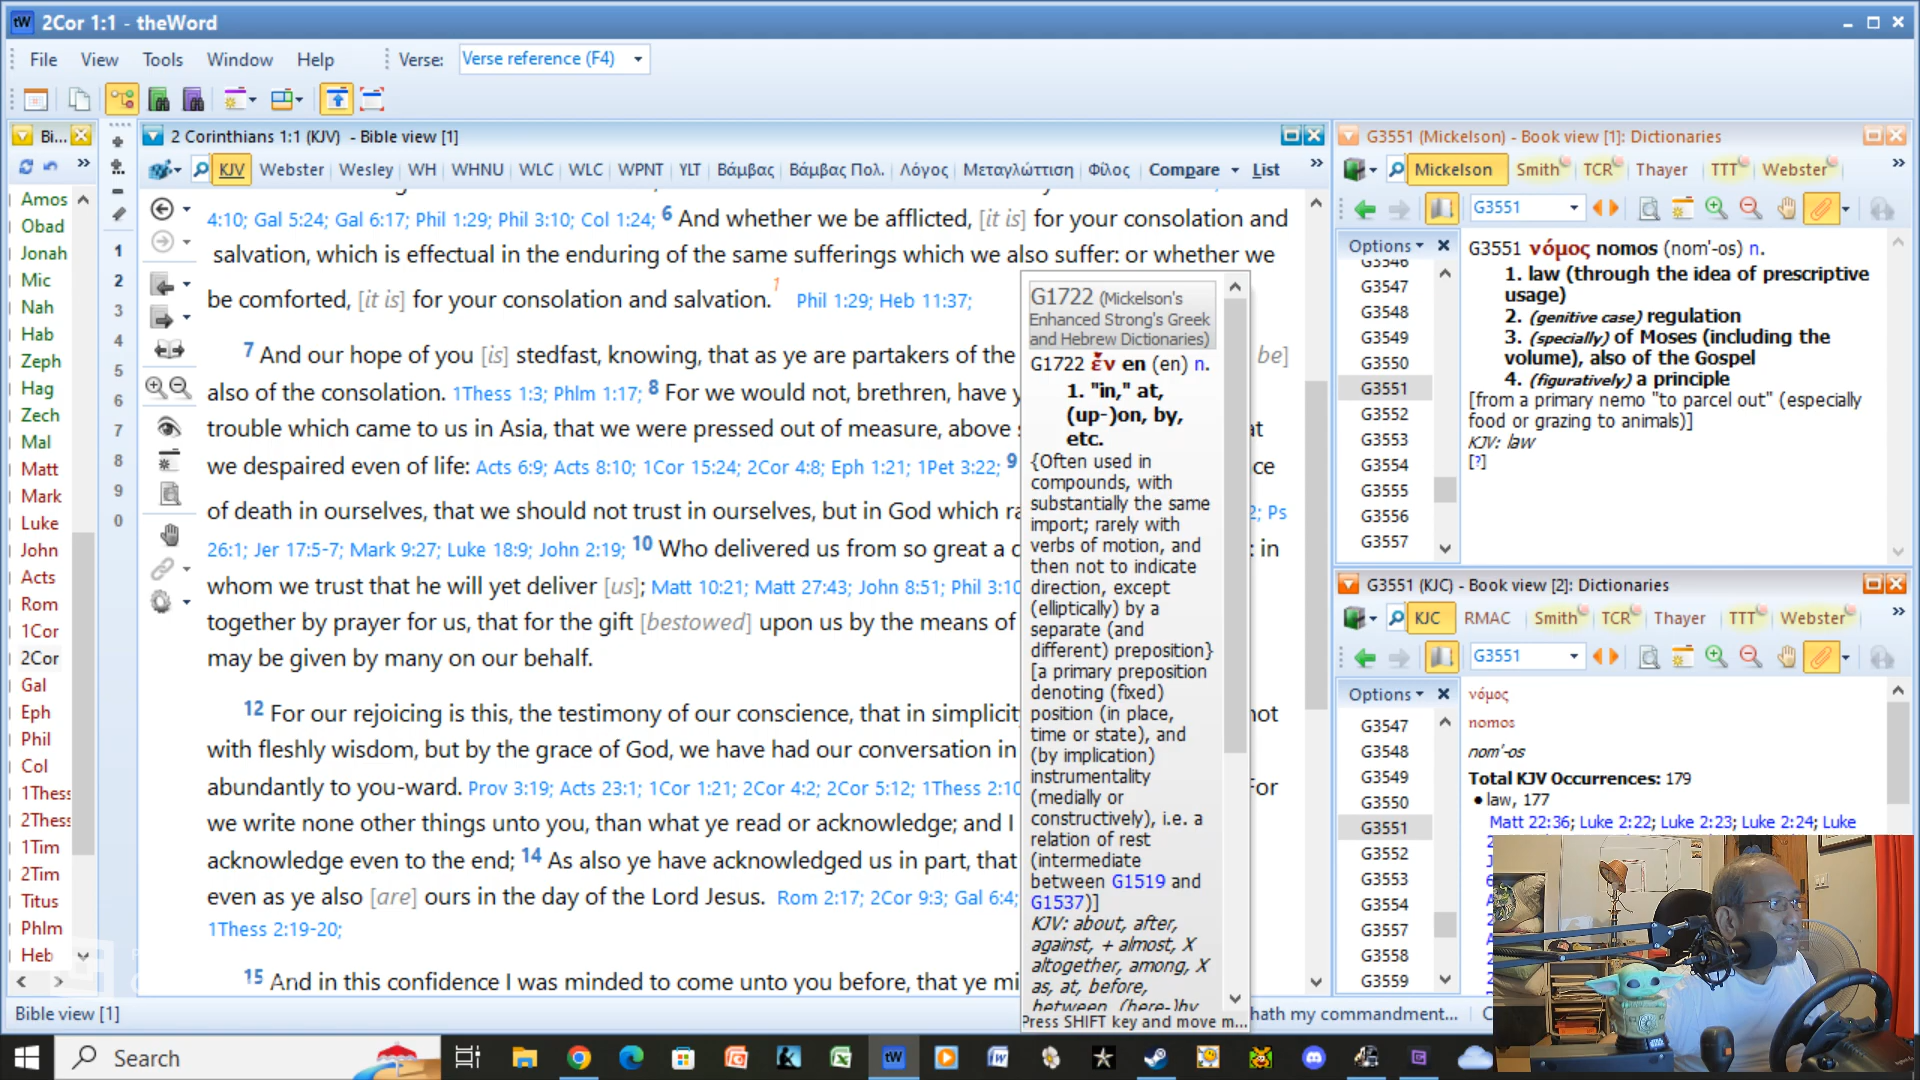 2Cor 1:1 - theWord
File View Tools Window Help Verse: Verse reference (F4)
Bi...
Amos
Obad
Jonah
Mic
Nah
Hab
Zeph
Hag
Zech
Mal
Matt
Mark
Luke
John
Acts
Rom
1Cor
2Cor
Gal
Eph
Phil
Col
1Thess
2Thess
1Tim
2Tim
Titus
Phlm
Heb
1
2
3
4
5
6
7
8
9
0
2 Corinthians 1:1 (KJV) - Bible view [1]
KJV Webster Wesley WH WHNU WLC WLC WPNT YLT Βάμβας Βάμβας Πολ. Λόγος Μεταγλώττιση Φίλος Compare List
4:10; Gal 5:24; Gal 6:17; Phil 1:29; Phil 3:10; Col 1:24; 6 And whether we be afflicted, [it is] for your consolation and
salvation, which is effectual in the enduring of the same sufferings which we also suffer: or whether we
be comforted, [it is] for your consolation and salvation. 1 Phil 1:29; Heb 11:37;
7 And our hope of you [is] stedfast, knowing, that as ye are partakers of the be]
also of the consolation. 1Thess 1:3; Phlm 1:17; 8 For we would not, brethren, have y
trouble which came to us in Asia, that we were pressed out of measure, above at
we despaired even of life: Acts 6:9; Acts 8:10; 1Cor 15:24; 2Cor 4:8; Eph 1:21; 1Pet 3:22; 9 ce
of death in ourselves, that we should not trust in ourselves, but in God which ra 2; Ps
26:1; Jer 17:5-7; Mark 9:27; Luke 18:9; John 2:19; 10 Who delivered us from so great a d : in
whom we trust that he will yet deliver [us]; Matt 10:21; Matt 27:43; John 8:51; Phil 3:10
together by prayer for us, that for the gift [bestowed] upon us by the means of
may be given by many on our behalf.
12 For our rejoicing is this, the testimony of our conscience, that in simplicity not
with fleshly wisdom, but by the grace of God, we have had our conversation in
abundantly to you-ward. Prov 3:19; Acts 23:1; 1Cor 1:21; 2Cor 4:2; 2Cor 5:12; 1Thess 2:10 For
we write none other things unto you, than what ye read or acknowledge; and I
acknowledge even to the end; 14 As also ye have acknowledged us in part, that
even as ye also [are] ours in the day of the Lord Jesus. Rom 2:17; 2Cor 9:3; Gal 6:4;
1Thess 2:19-20;
15 And in this confidence I was minded to come unto you before, that ye mi
G1722 (Mickelson's
Enhanced Strong's Greek
and Hebrew Dictionaries)
G1722 ἐν en (en) n.
1. "in," at,
(up-)on, by,
etc.
{Often used in
compounds, with
substantially the same
import; rarely with
verbs of motion, and
then not to indicate
direction, except
(elliptically) by a
separate (and
different) preposition}
[a primary preposition
denoting (fixed)
position (in place,
time or state), and
(by implication)
instrumentality
(medially or
constructively), i.e. a
relation of rest
(intermediate
between G1519 and
G1537)]
KJV: about, after,
against, + almost, X
altogether, among, X
as, at, before,
between, (here-)by
Press SHIFT key and move m...
G3551 (Mickelson) - Book view [1]: Dictionaries
Mickelson Smith TCR Thayer TTT Webster
G3551
Options
G3546
G3547
G3548
G3549
G3550
G3551
G3552
G3553
G3554
G3555
G3556
G3557
G3551 νόμος nomos (nom'-os) n.
1. law (through the idea of prescriptive
usage)
2. (genitive case) regulation
3. (specially) of Moses (including the
volume), also of the Gospel
4. (figuratively) a principle
[from a primary nemo "to parcel out" (especially
food or grazing to animals)]
KJV: law
[?]
G3551 (KJC) - Book view [2]: Dictionaries
KJC RMAC Smith TCR Thayer TTT Webster
G3551
Options
G3547
G3548
G3549
G3550
G3551
G3552
G3553
G3554
G3557
G3558
G3559
νόμος
nomos
nom'-os
Total KJV Occurrences: 179
• law, 177
Matt 22:36; Luke 2:22; Luke 2:23; Luke 2:24; Luke
Bible view [1]
hath my commandment...
Search